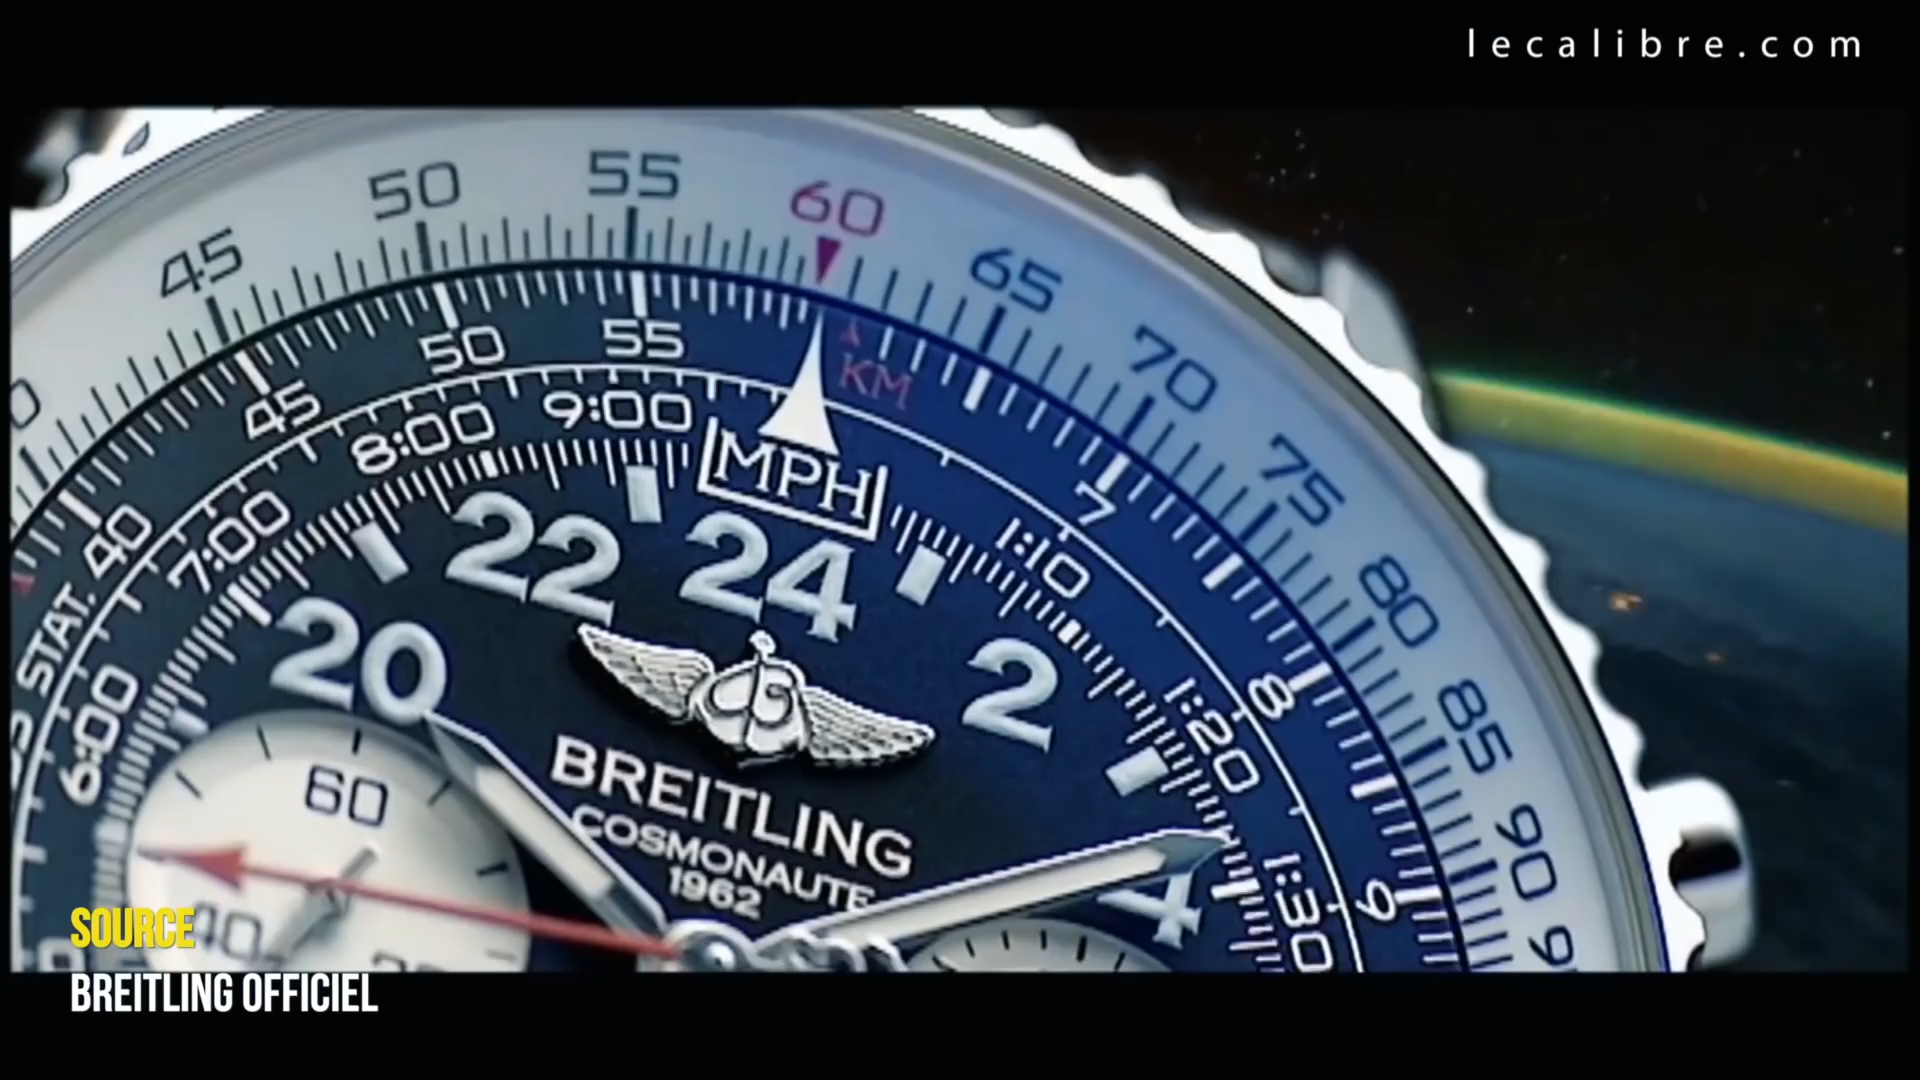 lecalibre.com
45 50 55 60 65 70 75 80 85 90
40 45 50 55 KM 7 8 9
STAT.
6:00 7:00 8:00 9:00 MPH 1:10 1:20 1:30
20 22 24 2 4
BREITLING
COSMONAUTE
1962
60
40
SOURCE
BREITLING OFFICIEL